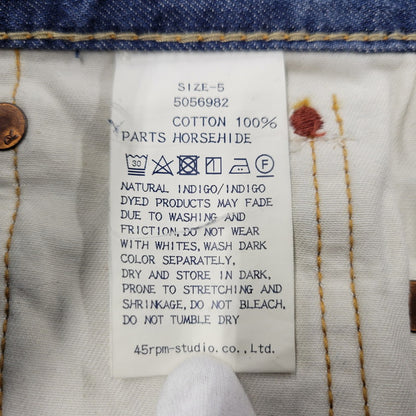 SIZE-5
5056982
COTTON 100%
PARTS HORSEHIDE
30 F
NATURAL INDIGO/INDIGO
DYED PRODUCTS MAY FADE
DUE TO WASHING AND
FRICTION, DO NOT WEAR
WITH WHITES, WASH DARK
COLOR SEPARATELY,
DRY AND STORE IN DARK,
PRONE TO STRETCHING AND
SHRINKAGE, DO NOT BLEACH,
DO NOT TUMBLE DRY
45rpm-studio.co.,Ltd.